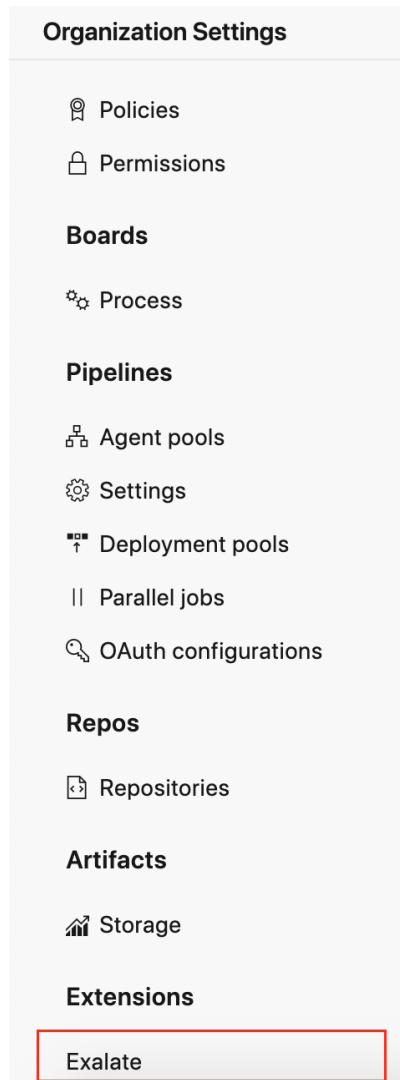 Organization Settings
Policies
Permissions
Boards
Process
Pipelines
Agent pools
Settings
Deployment pools
Parallel jobs
OAuth configurations
Repos
Repositories
Artifacts
Storage
Extensions
Exalate